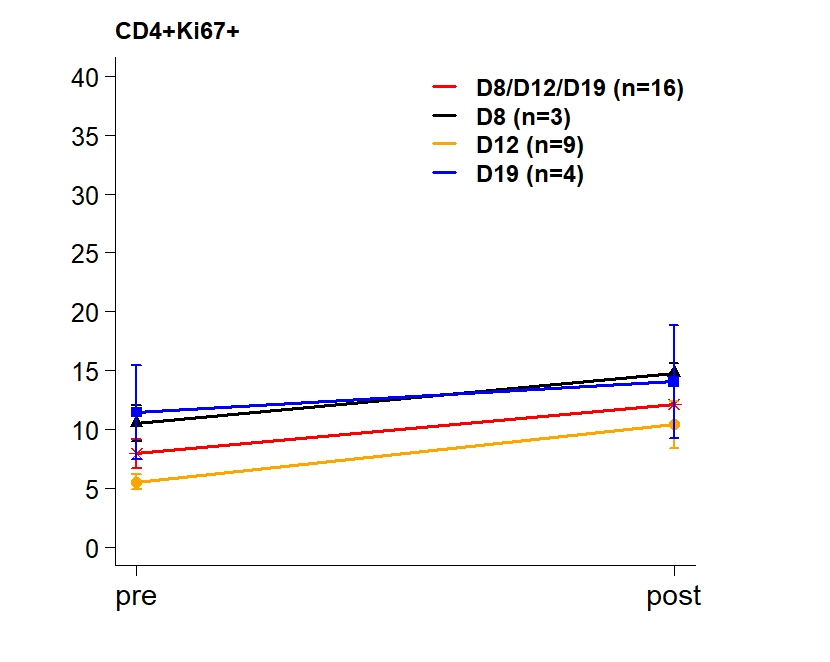 CD4+Ki67+
40
35
30
25
20
15
10
5
0
D8/D12/D19 (n=16)
D8 (n=3)
D12 (n=9)
D19 (n=4)
pre post